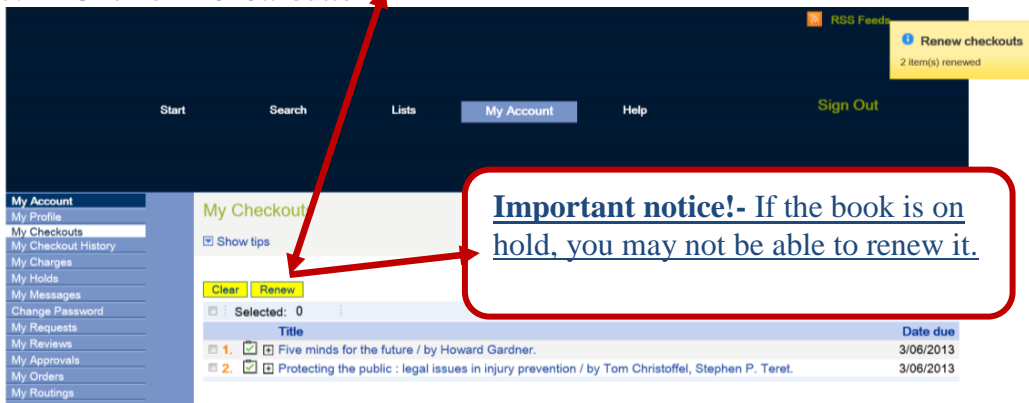 RSS Feeds
Renew checkouts
2 item(s) renewed
Start Search Lists My Account Help Sign Out
My Account
My Profile
My Checkouts
My Checkout History
My Charges
My Holds
My Messages
Change Password
My Requests
My Reviews
My Approvals
My Orders
My Routings
My Checkouts
Show tips
Important notice!- If the book is on
hold, you may not be able to renew it.
Clear Renew
Selected: 0
Title Date due
1. Five minds for the future / by Howard Gardner. 3/06/2013
2. Protecting the public : legal issues in injury prevention / by Tom Christoffel, Stephen P. Teret. 3/06/2013